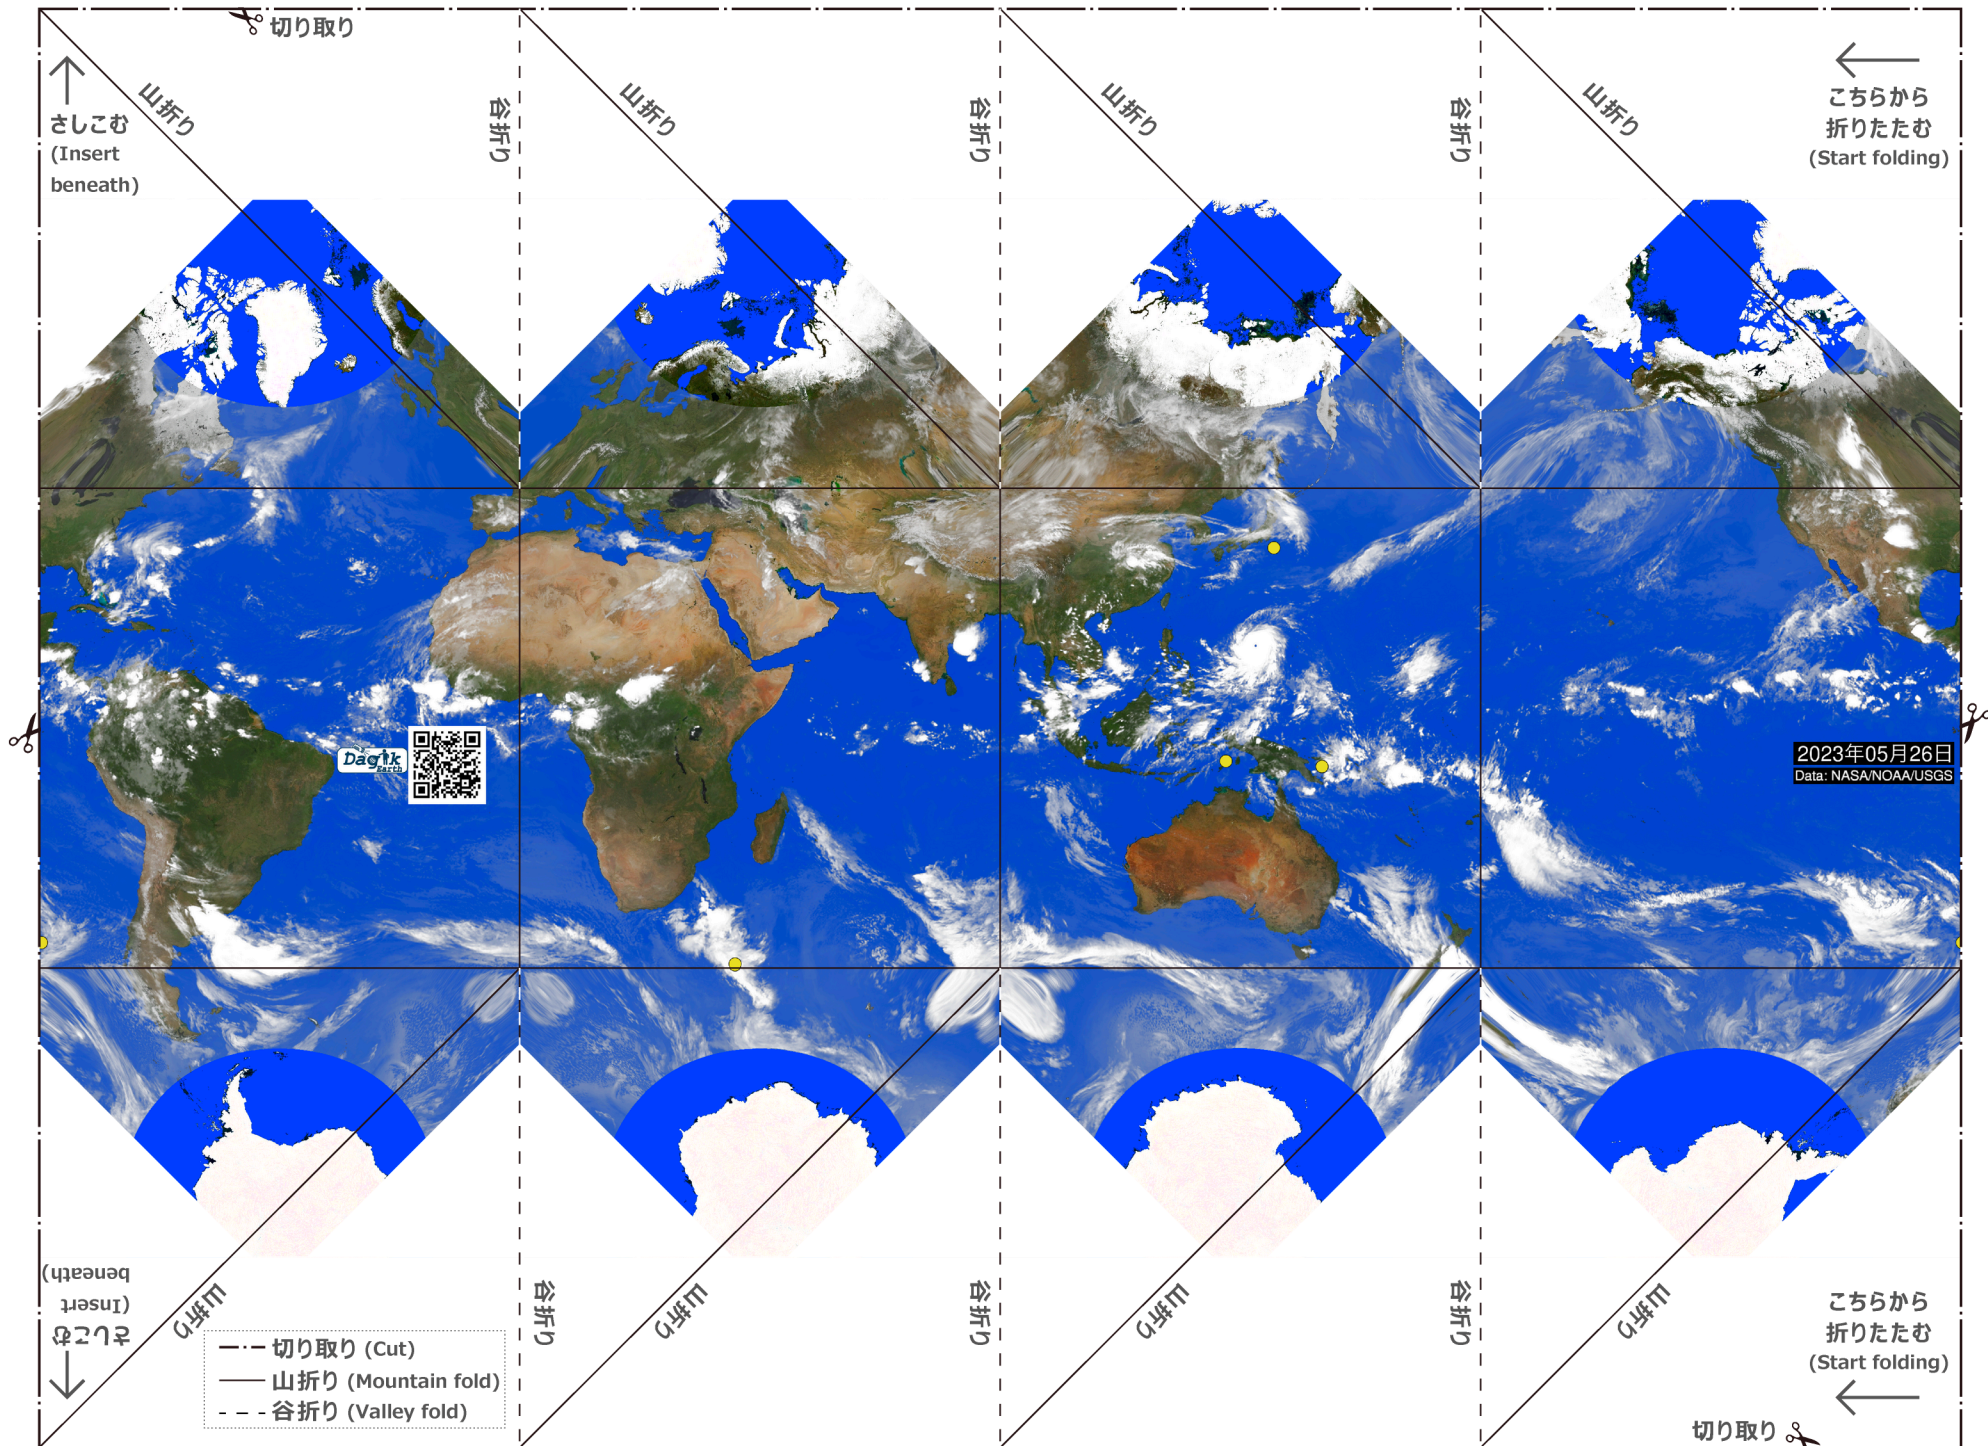 切り取り
山折り
谷折り
山折り
谷折り
山折り
谷折り
山折り
さしこむ
(Insert
beneath)
こちらから
折りたたむ
(Start folding)
Dagik
Earth
2023年05月26日
Data: NASA/NOAA/USGS
さしこむ
(Insert
beneath)
山折り
谷折り
山折り
谷折り
山折り
谷折り
山折り
こちらから
折りたたむ
(Start folding)
切り取り (Cut)
山折り (Mountain fold)
谷折り (Valley fold)
切り取り